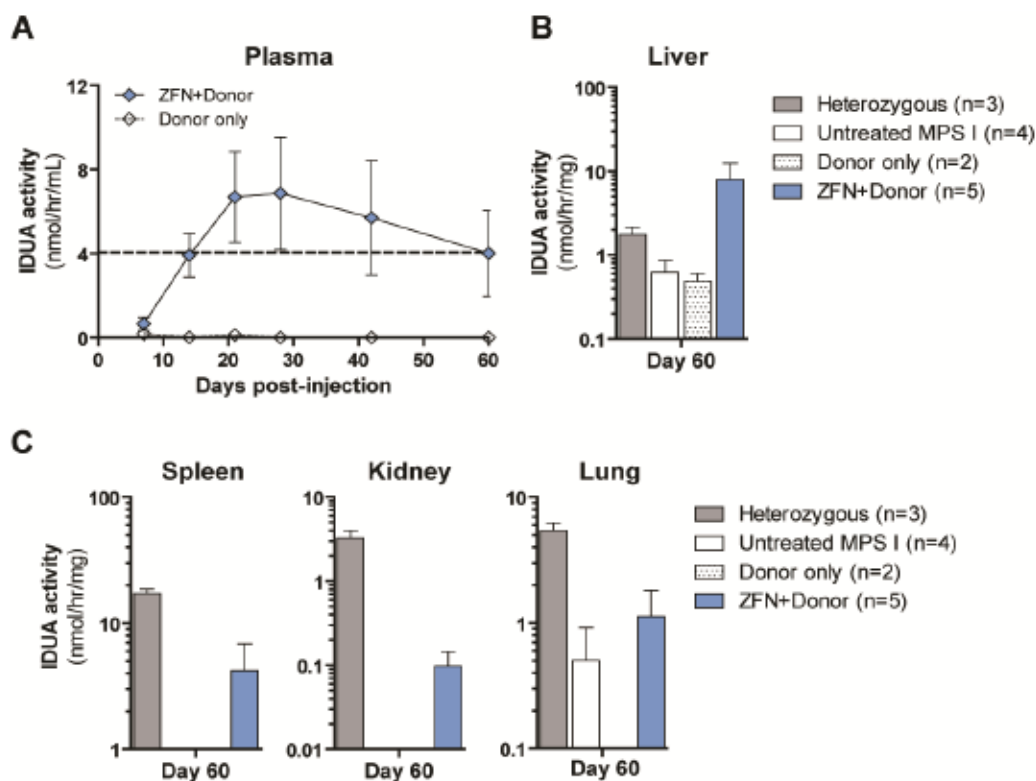 A
Plasma
12
8
4
0
IDUA activity
(nmol/hr/mL)
ZFN+Donor
Donor only
0 10 20 30 40 50 60
Days post-injection
B
Liver
100
10
1
0.1
IDUA activity
(nmol/hr/mg)
Day 60
Heterozygous (n=3)
Untreated MPS I (n=4)
Donor only (n=2)
ZFN+Donor (n=5)
C
Spleen
100
10
1
IDUA activity
(nmol/hr/mg)
Day 60
Kidney
10
1
0.1
0.01
Day 60
Lung
10
1
0.1
Day 60
Heterozygous (n=3)
Untreated MPS I (n=4)
Donor only (n=2)
ZFN+Donor (n=5)